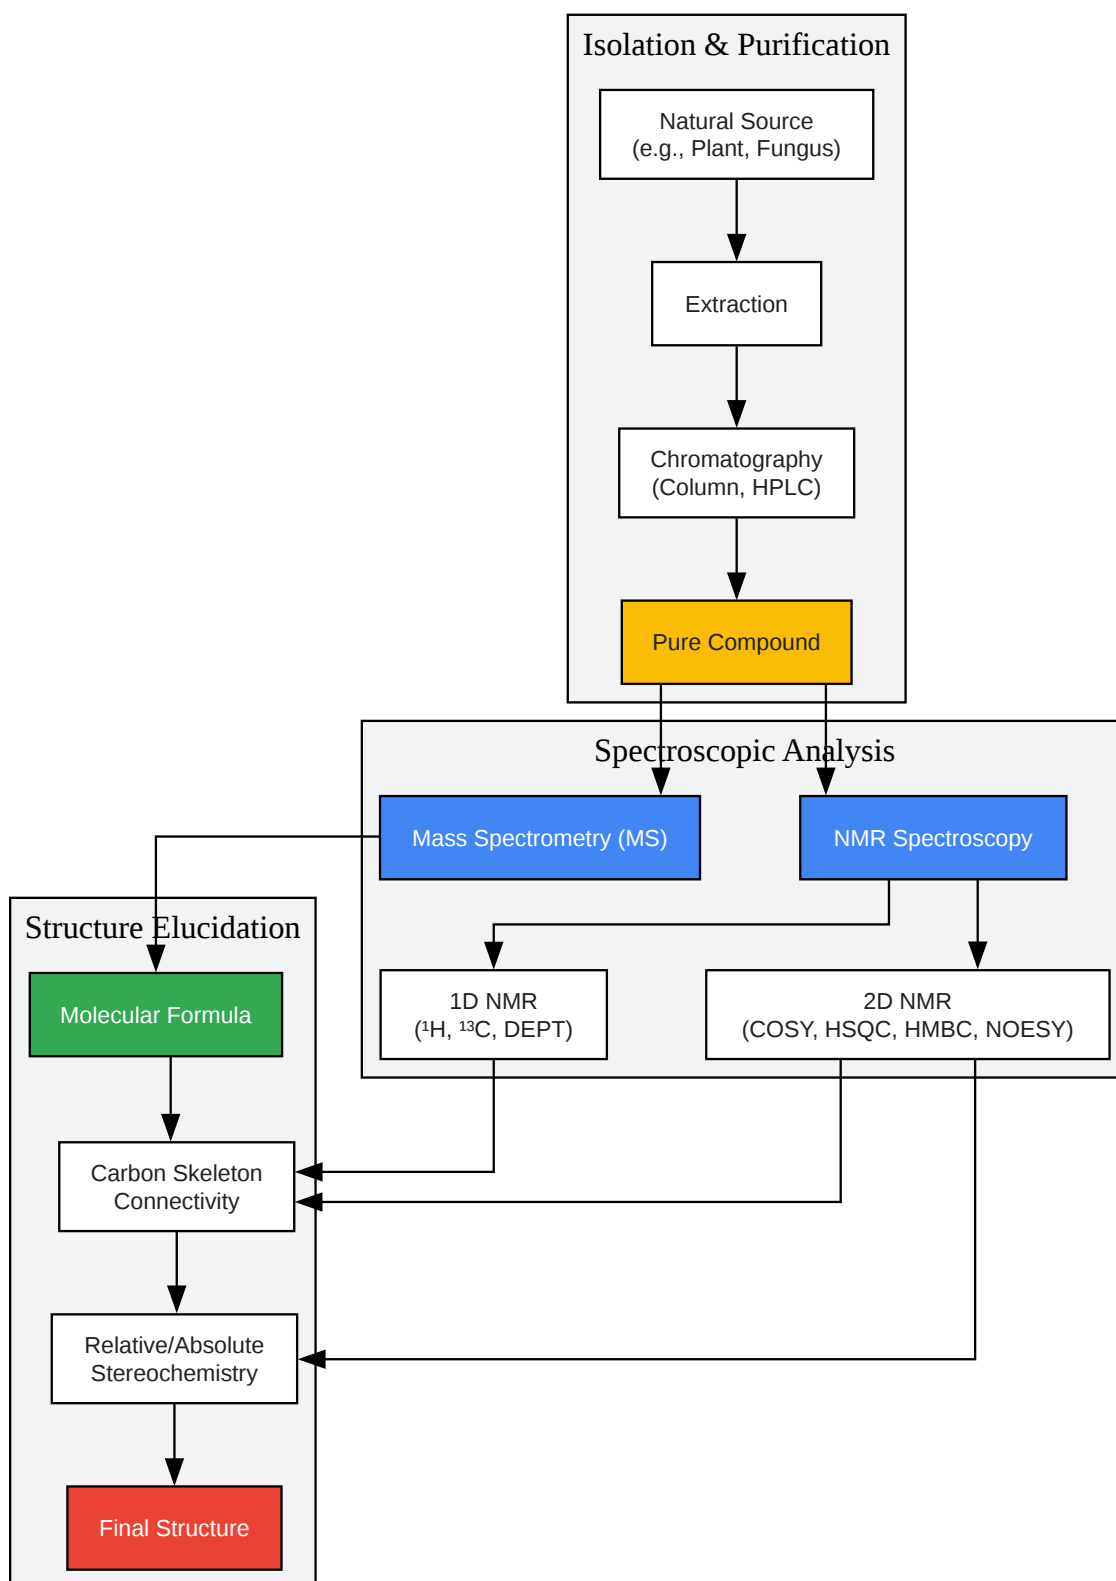 Isolation & Purification
Natural Source
(e.g., Plant, Fungus)
Extraction
Chromatography
(Column, HPLC)
Pure Compound
Spectroscopic Analysis
Mass Spectrometry (MS)
NMR Spectroscopy
Structure Elucidation
Molecular Formula
1D NMR
(¹H, ¹³C, DEPT)
2D NMR
(COSY, HSQC, HMBC, NOESY)
Carbon Skeleton
Connectivity
Relative/Absolute
Stereochemistry
Final Structure